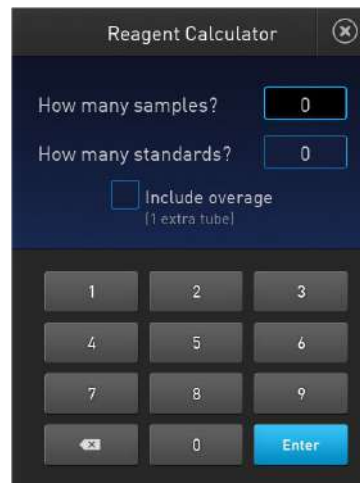 Reagent Calculator
How many samples? 0
How many standards? 0
Include overage
(1 extra tube)
1 2 3
4 5 6
7 8 9
0 Enter